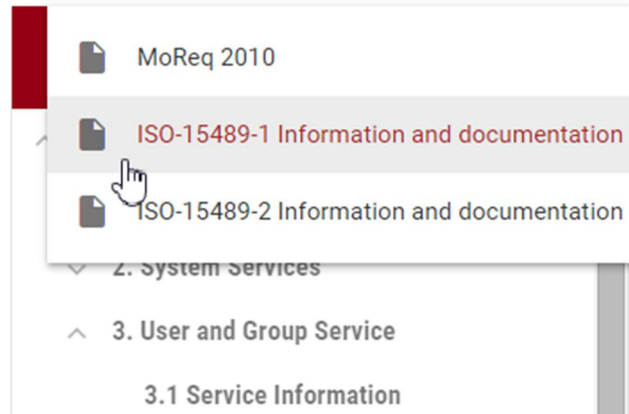 MoReq 2010
ISO-15489-1 Information and documentation
ISO-15489-2 Information and documentation
2. System Services
3. User and Group Service
3.1 Service Information